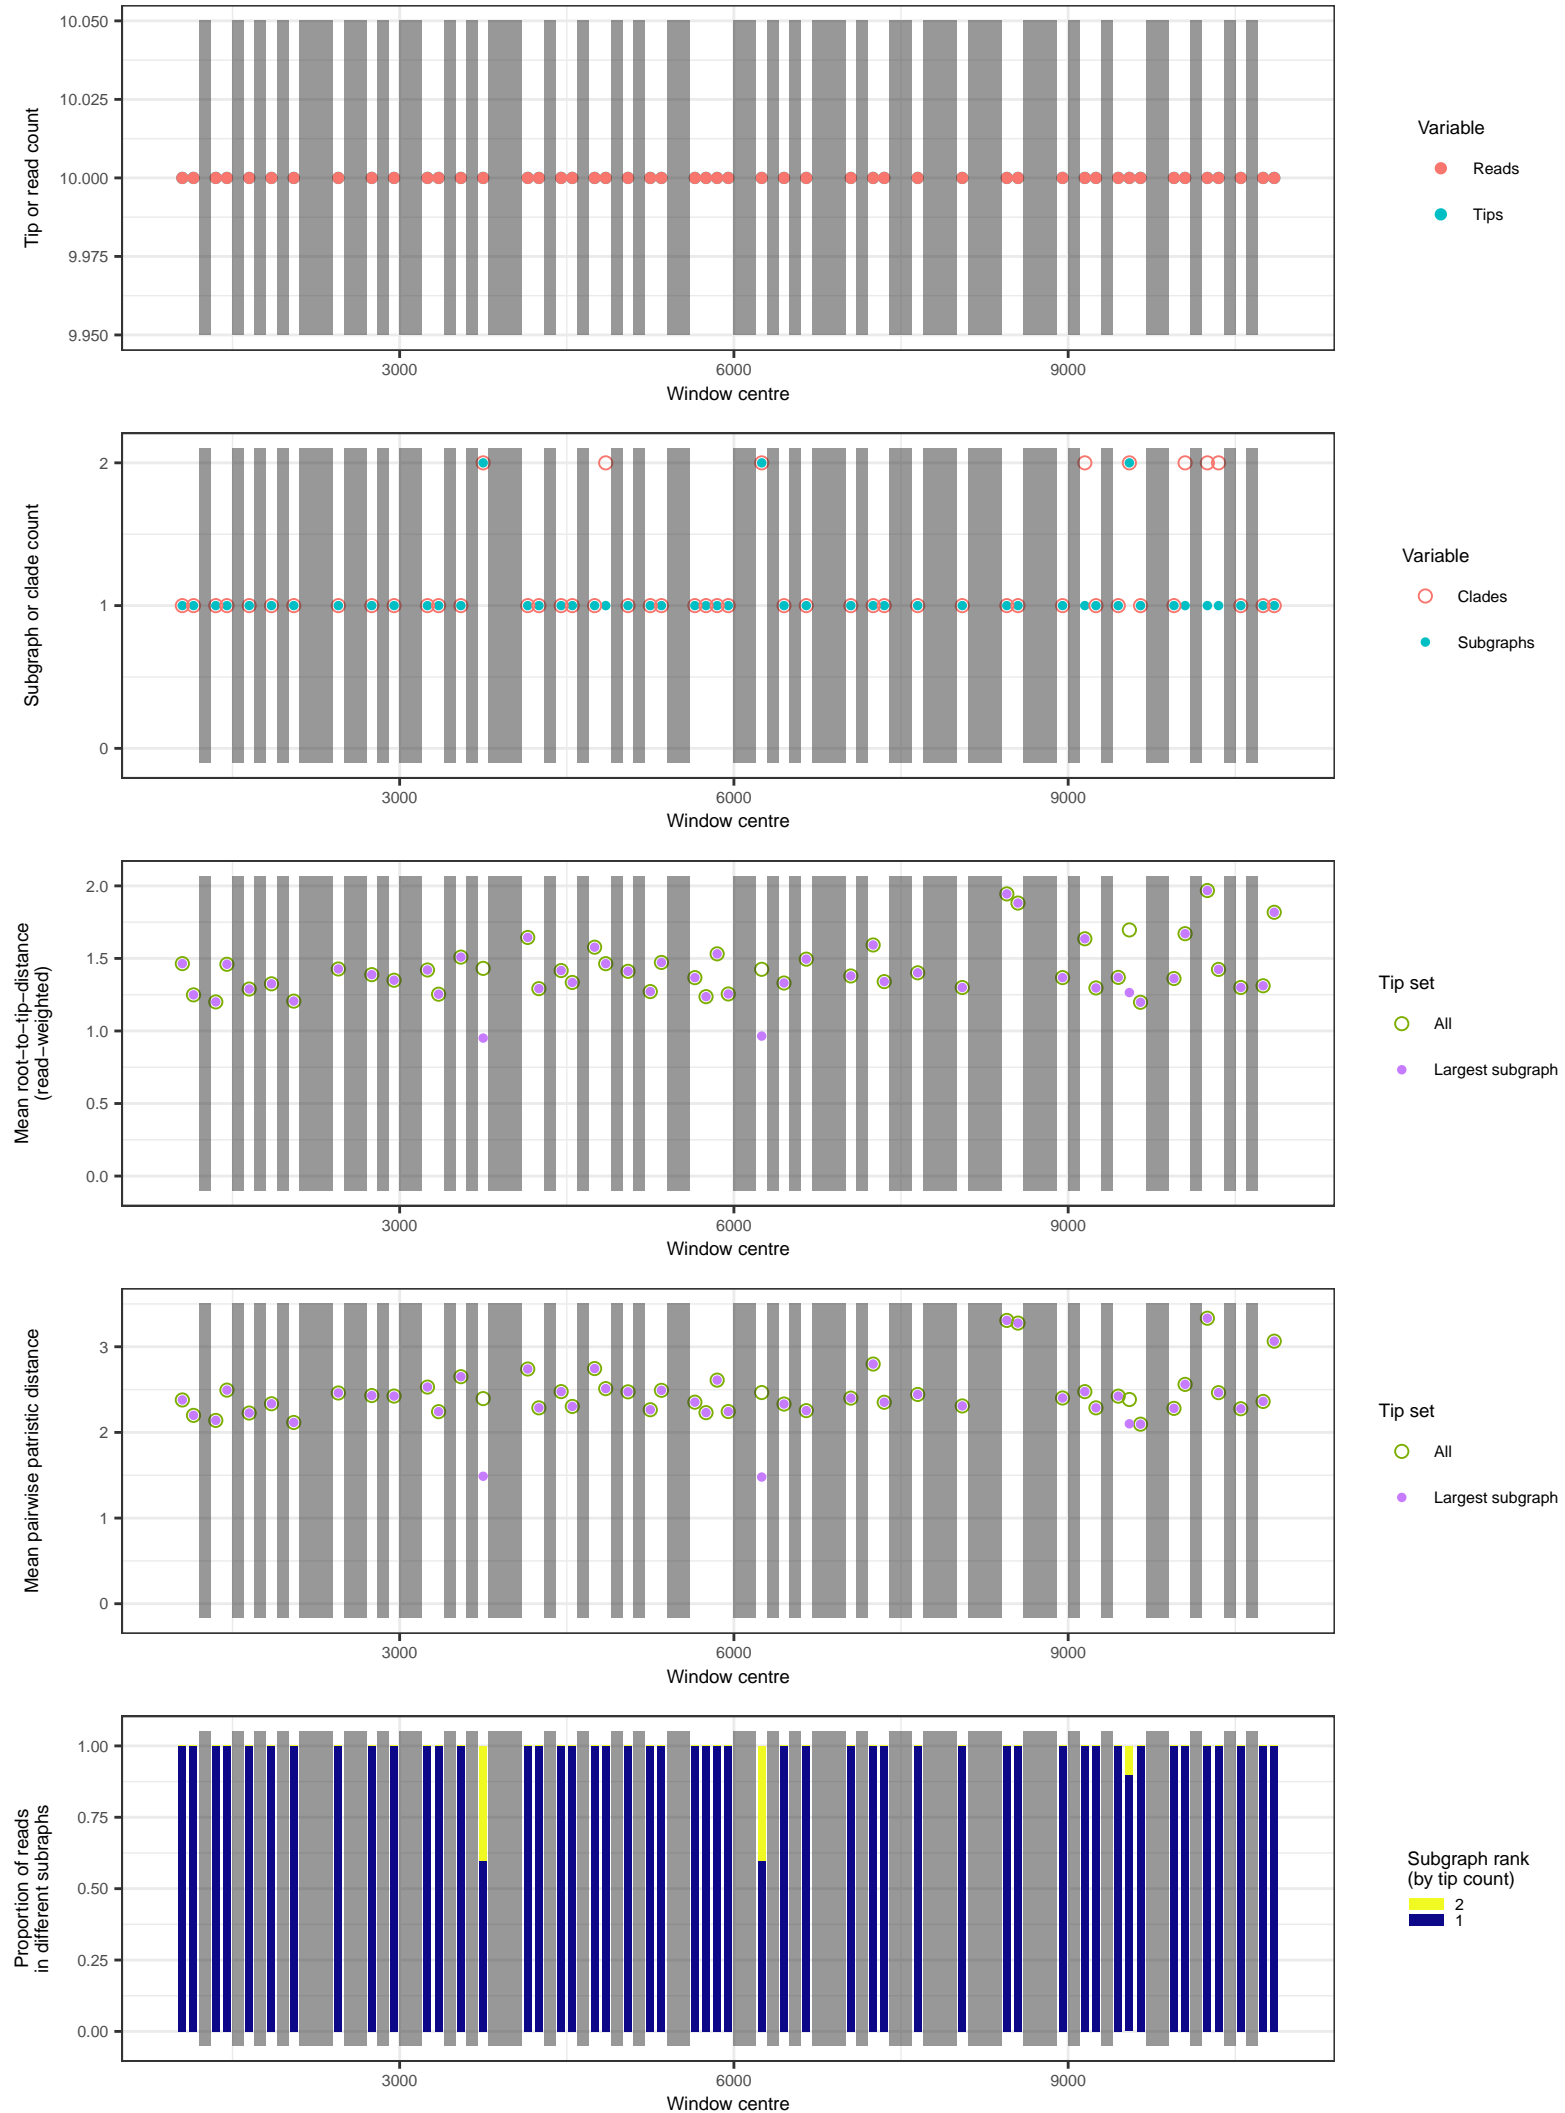 10.050
10.025
10.000
9.975
9.950
Tip or read count
3000
6000
9000
Window centre
Variable
Reads
Tips
2
1
0
Subgraph or clade count
3000
6000
9000
Window centre
Variable
Clades
Subgraphs
2.0
1.5
1.0
0.5
0.0
Mean root−to−tip−distance
(read−weighted)
3000
6000
9000
Window centre
Tip set
All
Largest subgraph
3
2
1
0
Mean pairwise patristic distance
3000
6000
9000
Window centre
Tip set
All
Largest subgraph
1.00
0.75
0.50
0.25
0.00
Proportion of reads
in different subraphs
3000
6000
9000
Window centre
Subgraph rank
(by tip count)
2
1